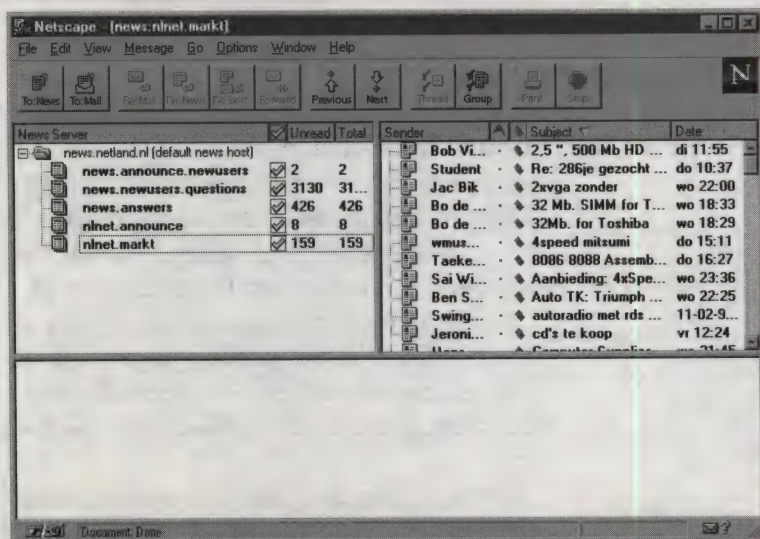 Netscape - [news:nlnet.markt]
File Edit View Message Go Options Window Help
To:News To:Mail Re:Mail Re:News Re:Both Forward Previous Next Thread Group Print Stop
N
News Server Unread Total
news.netland.nl (default news host)
news.announce.newusers 2 2
news.newusers.questions 3130 31...
news.answers 426 426
nlnet.announce 8 8
nlnet.markt 159 159
Sender Subject Date
Bob Vi... 2,5 ", 500 Mb HD ... di 11:55
Student Re: 286je gezocht ... do 10:37
Jac Bik 2xvga zonder wo 22:00
Bo de ... 32 Mb. SIMM for T... wo 18:33
Bo de ... 32Mb. for Toshiba wo 18:29
wmus... 4speed mitsumi do 15:11
Taeke... 8086 8088 Assemb... do 16:27
Sai Wi... Aanbieding: 4xSpe... wo 23:36
Ben S... Auto TK: Triumph ... wo 22:25
Swing... autoradio met rds ... 11-02-9...
Jeroni... cd's te koop vr 12:24
Document: Done